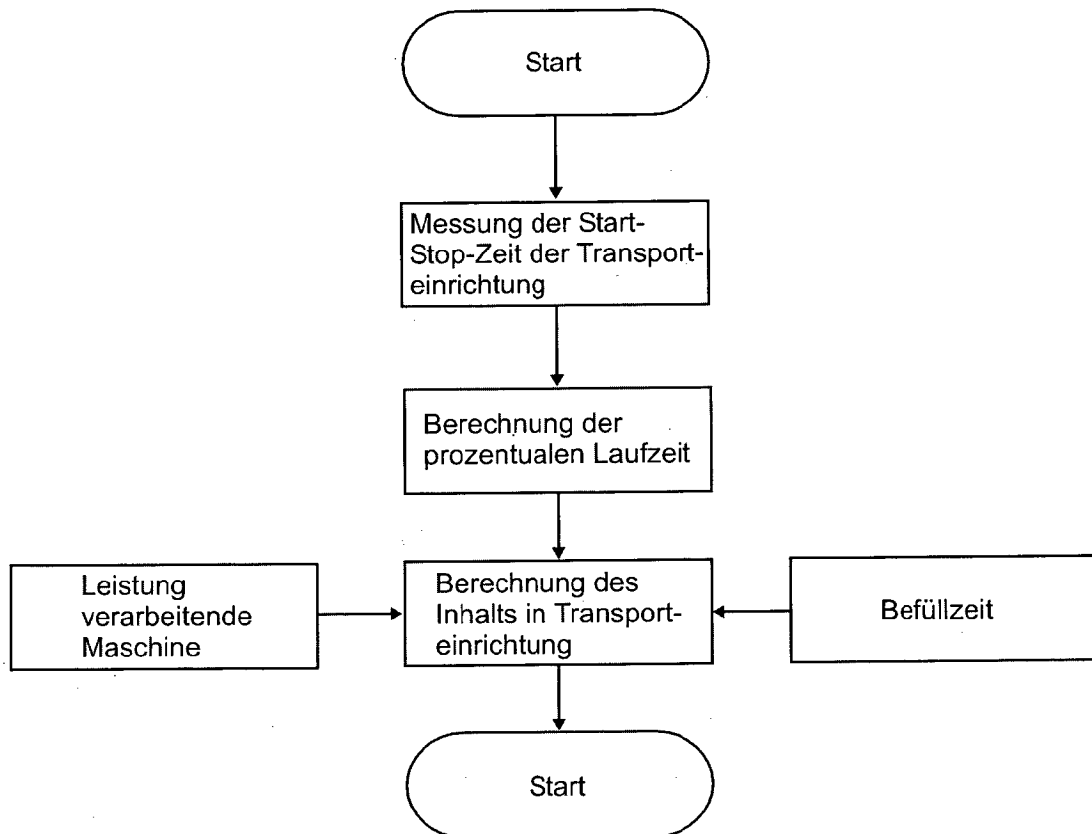 Start
Messung der Start-
Stop-Zeit der Transport-
einrichtung
Berechnung der
prozentualen Laufzeit
Leistung
verarbeitende
Maschine
Berechnung des
Inhalts in Transport-
einrichtung
Befüllzeit
Start